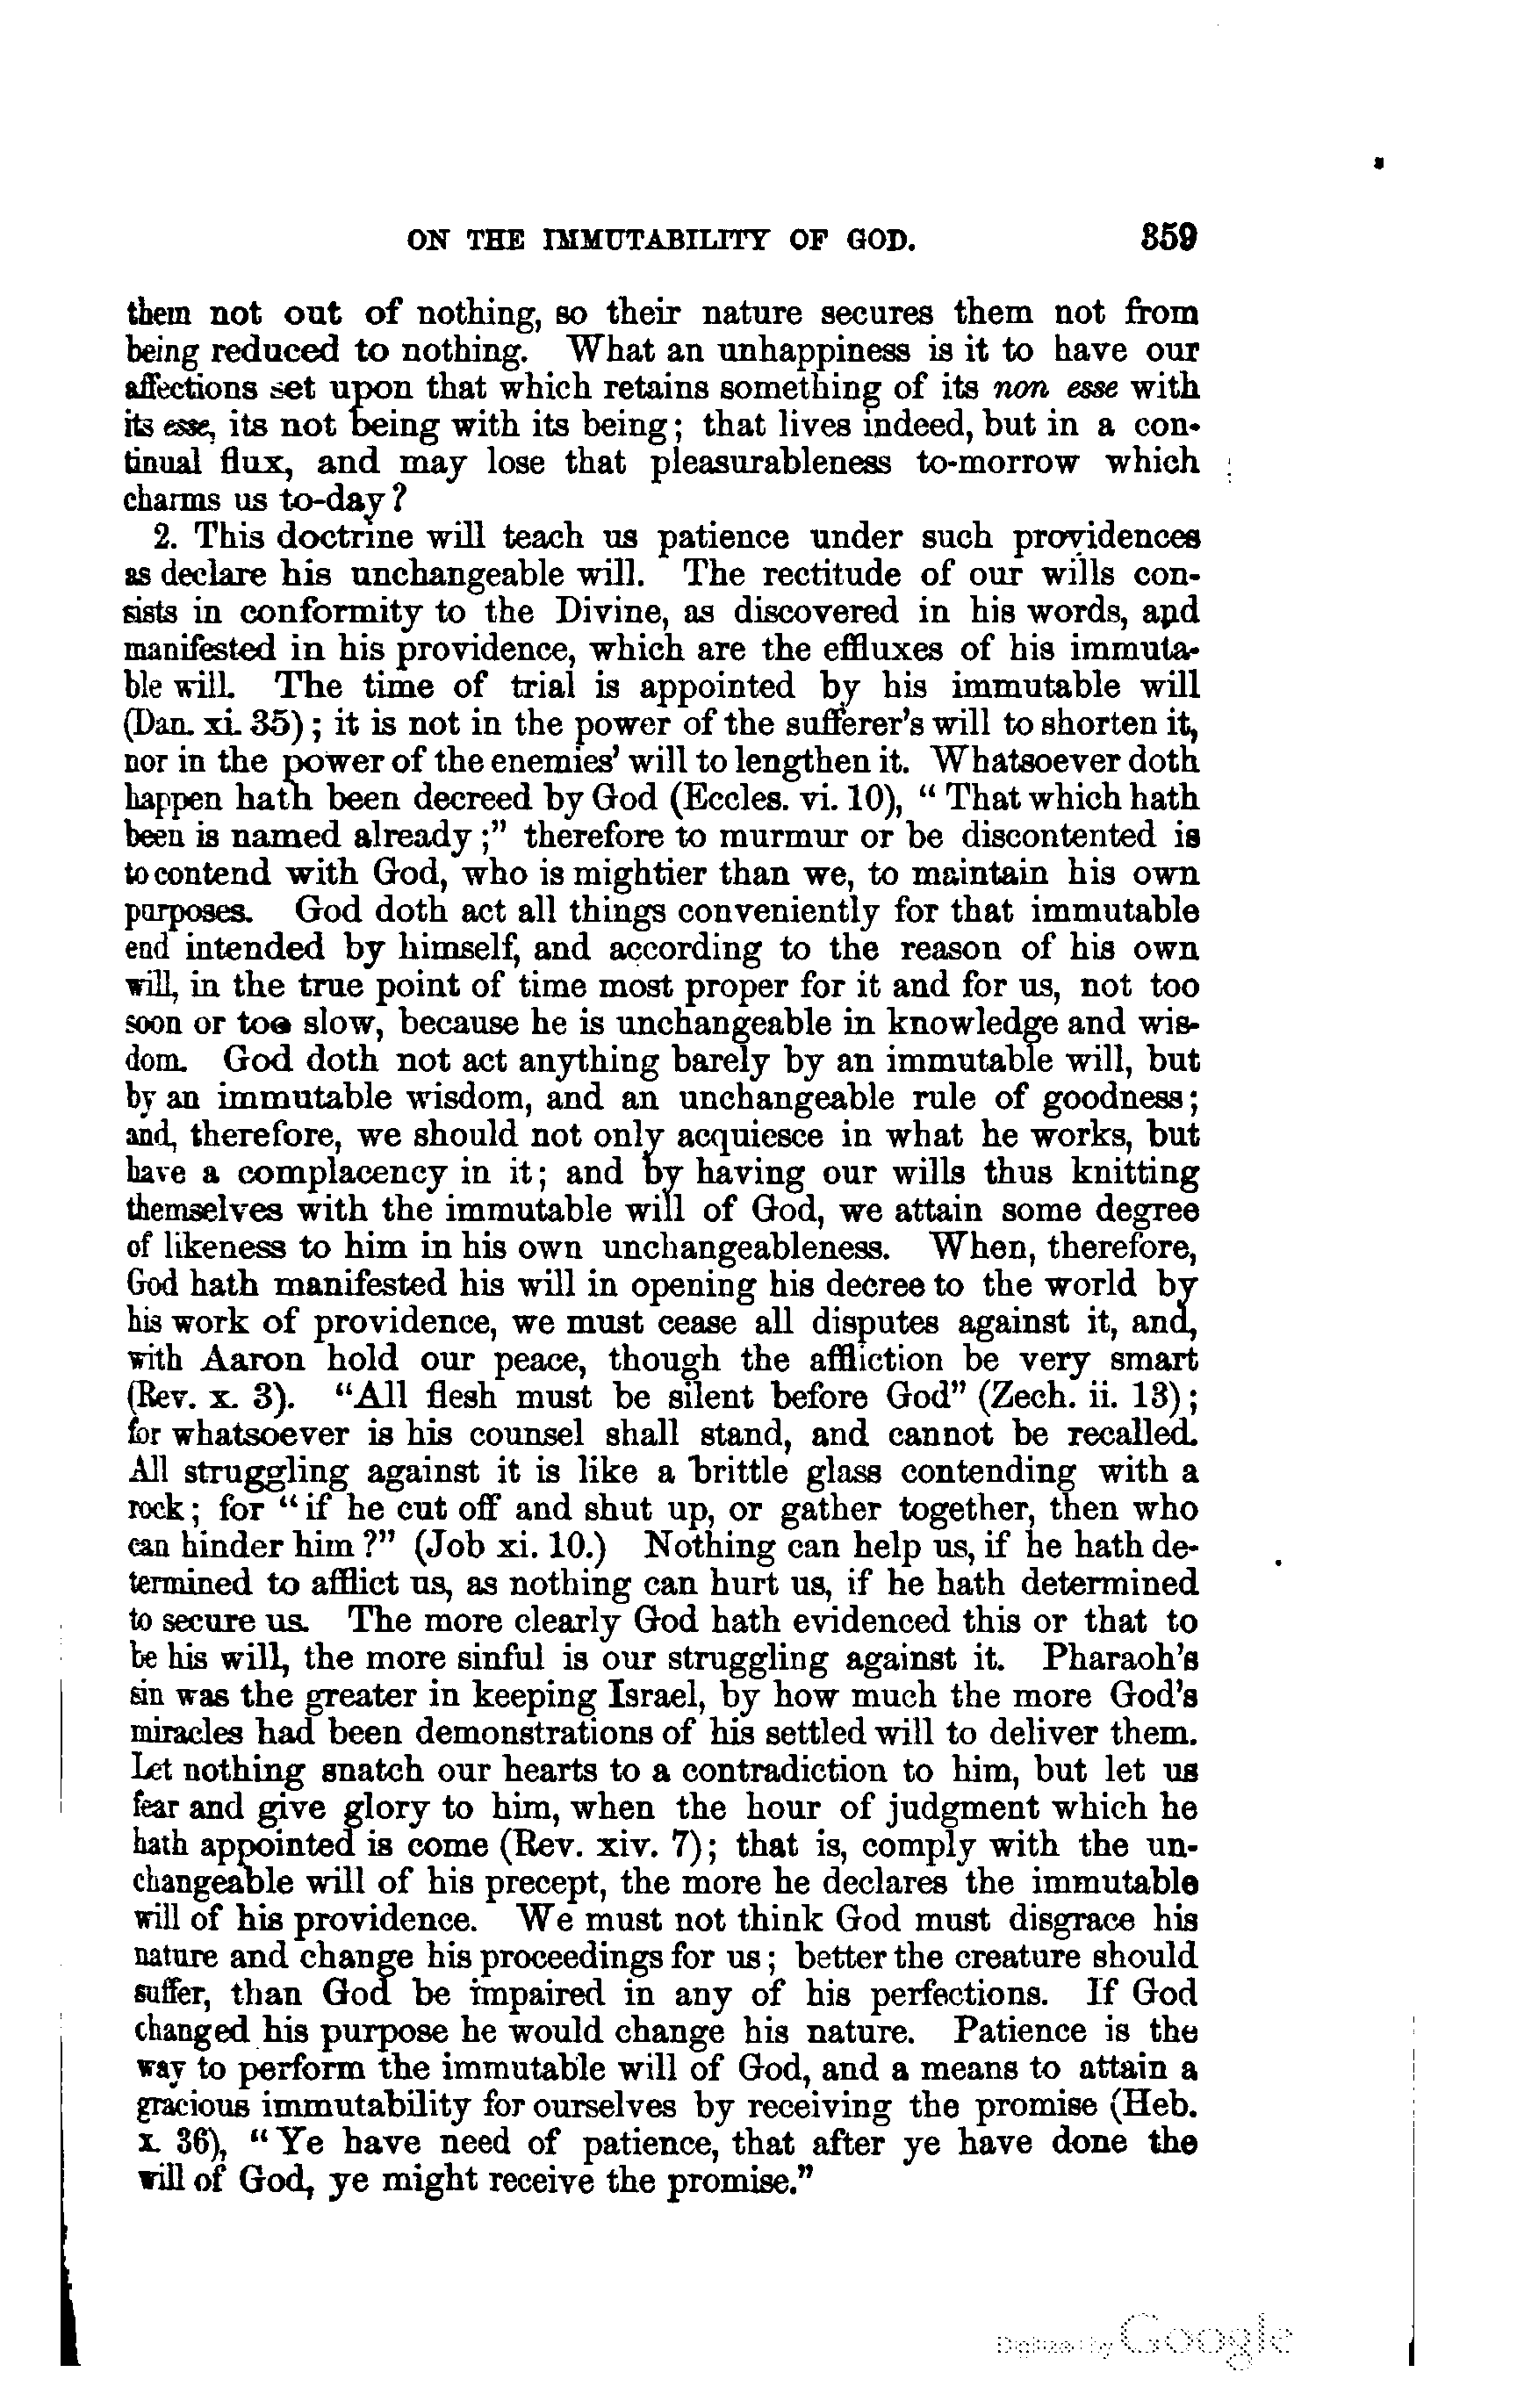 ON THE IMMUTABILITY OF GOD. 359
them not out of nothing, so their nature secures them not from
being reduced to nothing. What an unhappiness is it to have our
affections set upon that which retains something of its non esse with
its esse, its not being with its being; that lives indeed, but in a con-
tinual flux, and may lose that pleasurableness to-morrow which
charms us to-day?
2. This doctrine will teach us patience under such providences
as declare his unchangeable will. The rectitude of our wills con-
sists in conformity to the Divine, as discovered in his words, and
manifested in his providence, which are the effluxes of his immuta-
ble will. The time of trial is appointed by his immutable will
(Dan. xi. 35); it is not in the power of the sufferer's will to shorten it,
nor in the power of the enemies' will to lengthen it. Whatsoever doth
happen hath been decreed by God (Eccles. vi. 10), "That which hath
been is named already;" therefore to murmur or be discontented is
to contend with God, who is mightier than we, to maintain his own
purposes. God doth act all things conveniently for that immutable
end intended by himself, and according to the reason of his own
will, in the true point of time most proper for it and for us, not too
soon or too slow, because he is unchangeable in knowledge and wis-
dom. God doth not act anything barely by an immutable will, but
by an immutable wisdom, and an unchangeable rule of goodness;
and, therefore, we should not only acquiesce in what he works, but
have a complacency in it; and by having our wills thus knitting
themselves with the immutable will of God, we attain some degree
of likeness to him in his own unchangeableness. When, therefore,
God hath manifested his will in opening his decree to the world by
his work of providence, we must cease all disputes against it, and,
with Aaron hold our peace, though the affliction be very smart
(Rev. x. 3). "All flesh must be silent before God" (Zech. ii. 13);
for whatsoever is his counsel shall stand, and cannot be recalled.
All struggling against it is like a brittle glass contending with a
rock; for "if he cut off and shut up, or gather together, then who
can hinder him?" (Job xi. 10.) Nothing can help us, if he hath de-
termined to afflict us, as nothing can hurt us, if he hath determined
to secure us. The more clearly God hath evidenced this or that to
be his will, the more sinful is our struggling against it. Pharaoh's
sin was the greater in keeping Israel, by how much the more God's
miracles had been demonstrations of his settled will to deliver them.
Let nothing snatch our hearts to a contradiction to him, but let us
fear and give glory to him, when the hour of judgment which he
hath appointed is come (Rev. xiv. 7); that is, comply with the un-
changeable will of his precept, the more he declares the immutable
will of his providence. We must not think God must disgrace his
nature and change his proceedings for us; better the creature should
suffer, than God be impaired in any of his perfections. If God
changed his purpose he would change his nature. Patience is the
way to perform the immutable will of God, and a means to attain a
gracious immutability for ourselves by receiving the promise (Heb.
x. 36), "Ye have need of patience, that after ye have done the
will of God, ye might receive the promise."
Digitized by Google